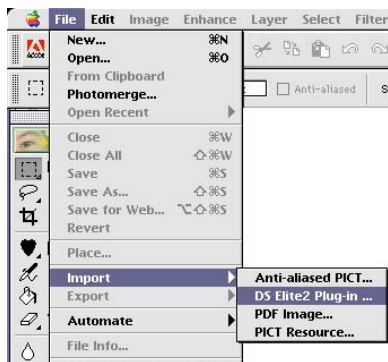 File Edit Image Enhance Layer Select Filter
Adobe
New... ⌘N
Open... ⌘O
From Clipboard
Photomerge...
Open Recent
Anti-aliased
Close ⌘W
Close All ⇧⌘W
Save ⌘S
Save As... ⇧⌘S
Save for Web... ⌥⇧⌘S
Revert
Place...
Import
Export
Automate
File Info...
Anti-aliased PICT...
DS Elite2 Plug-in ...
PDF Image...
PICT Resource...